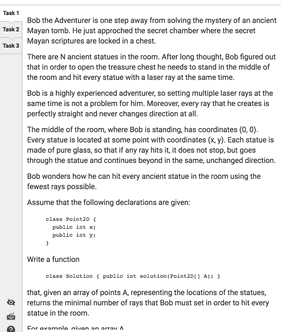 Task 1
Task 2
Task 3
Bob the Adventurer is one step away from solving the mystery of an ancient
Mayan tomb. He just approched the secret chamber where the secret
Mayan scriptures are locked in a chest.
There are N ancient statues in the room. After long thought, Bob figured out
that in order to open the treasure chest he needs to stand in the middle of
the room and hit every statue with a laser ray at the same time.
Bob is a highly experienced adventurer, so setting multiple laser rays at the
same time is not a problem for him. Moreover, every ray that he creates is
perfectly straight and never changes direction at all.
The middle of the room, where Bob is standing, has coordinates (0, 0).
Every statue is located at some point with coordinates (x, y). Each statue is
made of pure glass, so that if any ray hits it, it does not stop, but goes
through the statue and continues beyond in the same, unchanged direction.
Bob wonders how he can hit every ancient statue in the room using the
fewest rays possible.
Assume that the following declarations are given:
class Point2D {
public int x;
public int y;
}
Write a function
class Solution { public int solution(Point2D[] A); }
that, given an array of points A, representing the locations of the statues,
returns the minimal number of rays that Bob must set in order to hit every
statue in the room.
For example, given an array A